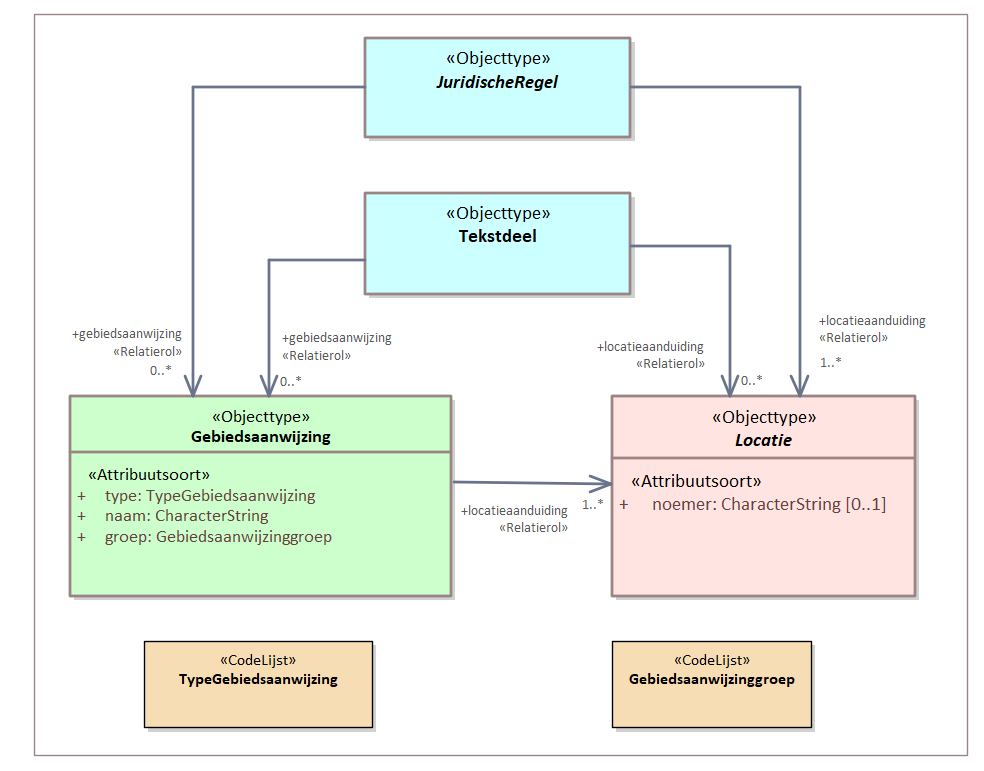 «Objecttype»
JuridischeRegel
«Objecttype»
Tekstdeel
+gebiedsaanwijzing
«Relatierol»
0..*
+gebiedsaanwijzing
«Relatierol»
0..*
+locatieaanduiding
«Relatierol»
0..*
+locatieaanduiding
«Relatierol»
1..*
«Objecttype»
Gebiedsaanwijzing
«Attribuutsoort»
+ type: TypeGebiedsaanwijzing
+ naam: CharacterString
+ groep: Gebiedsaanwijzinggroep
+locatieaanduiding
«Relatierol»
1..*
«Objecttype»
Locatie
«Attribuutsoort»
+ noemer: CharacterString [0..1]
«CodeLijst»
TypeGebiedsaanwijzing
«CodeLijst»
Gebiedsaanwijzinggroep